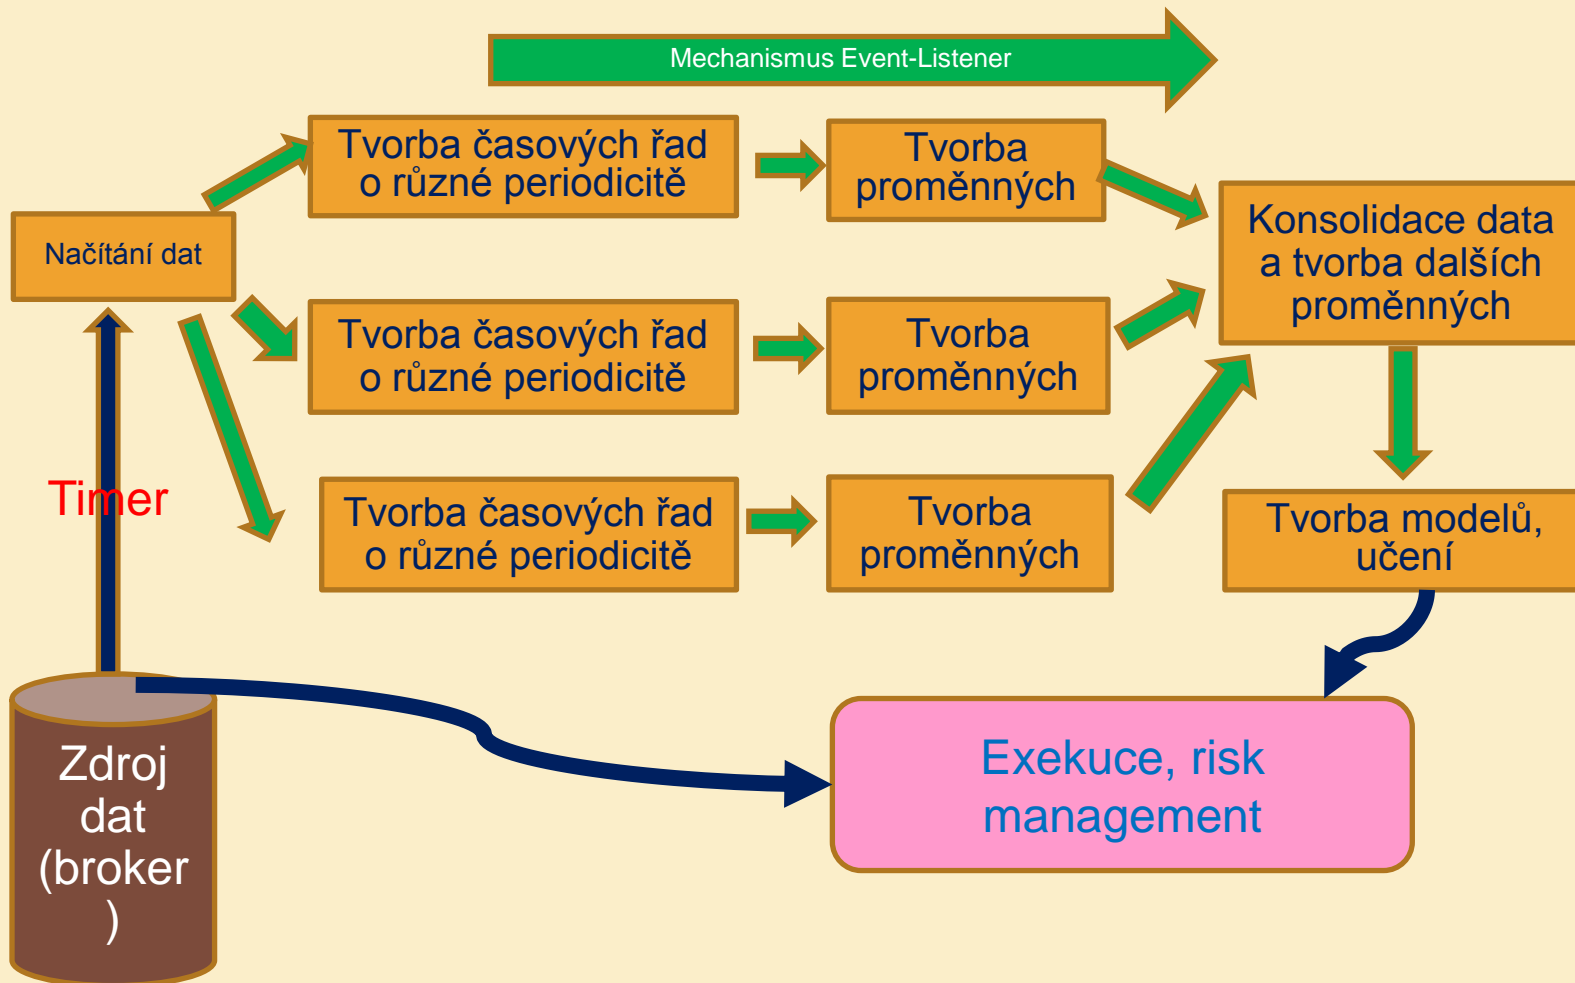 Mechanismus Event-Listener
Tvorba časových řad
o různé periodicitě
Tvorba
proměnných
Načítání dat
Konsolidace data
a tvorba dalších
proměnných
Tvorba časových řad
o různé periodicitě
Tvorba
proměnných
Timer
Tvorba časových řad
o různé periodicitě
Tvorba
proměnných
Tvorba modelů,
učení
Zdroj
dat
(broker
)
Exekuce, risk
management